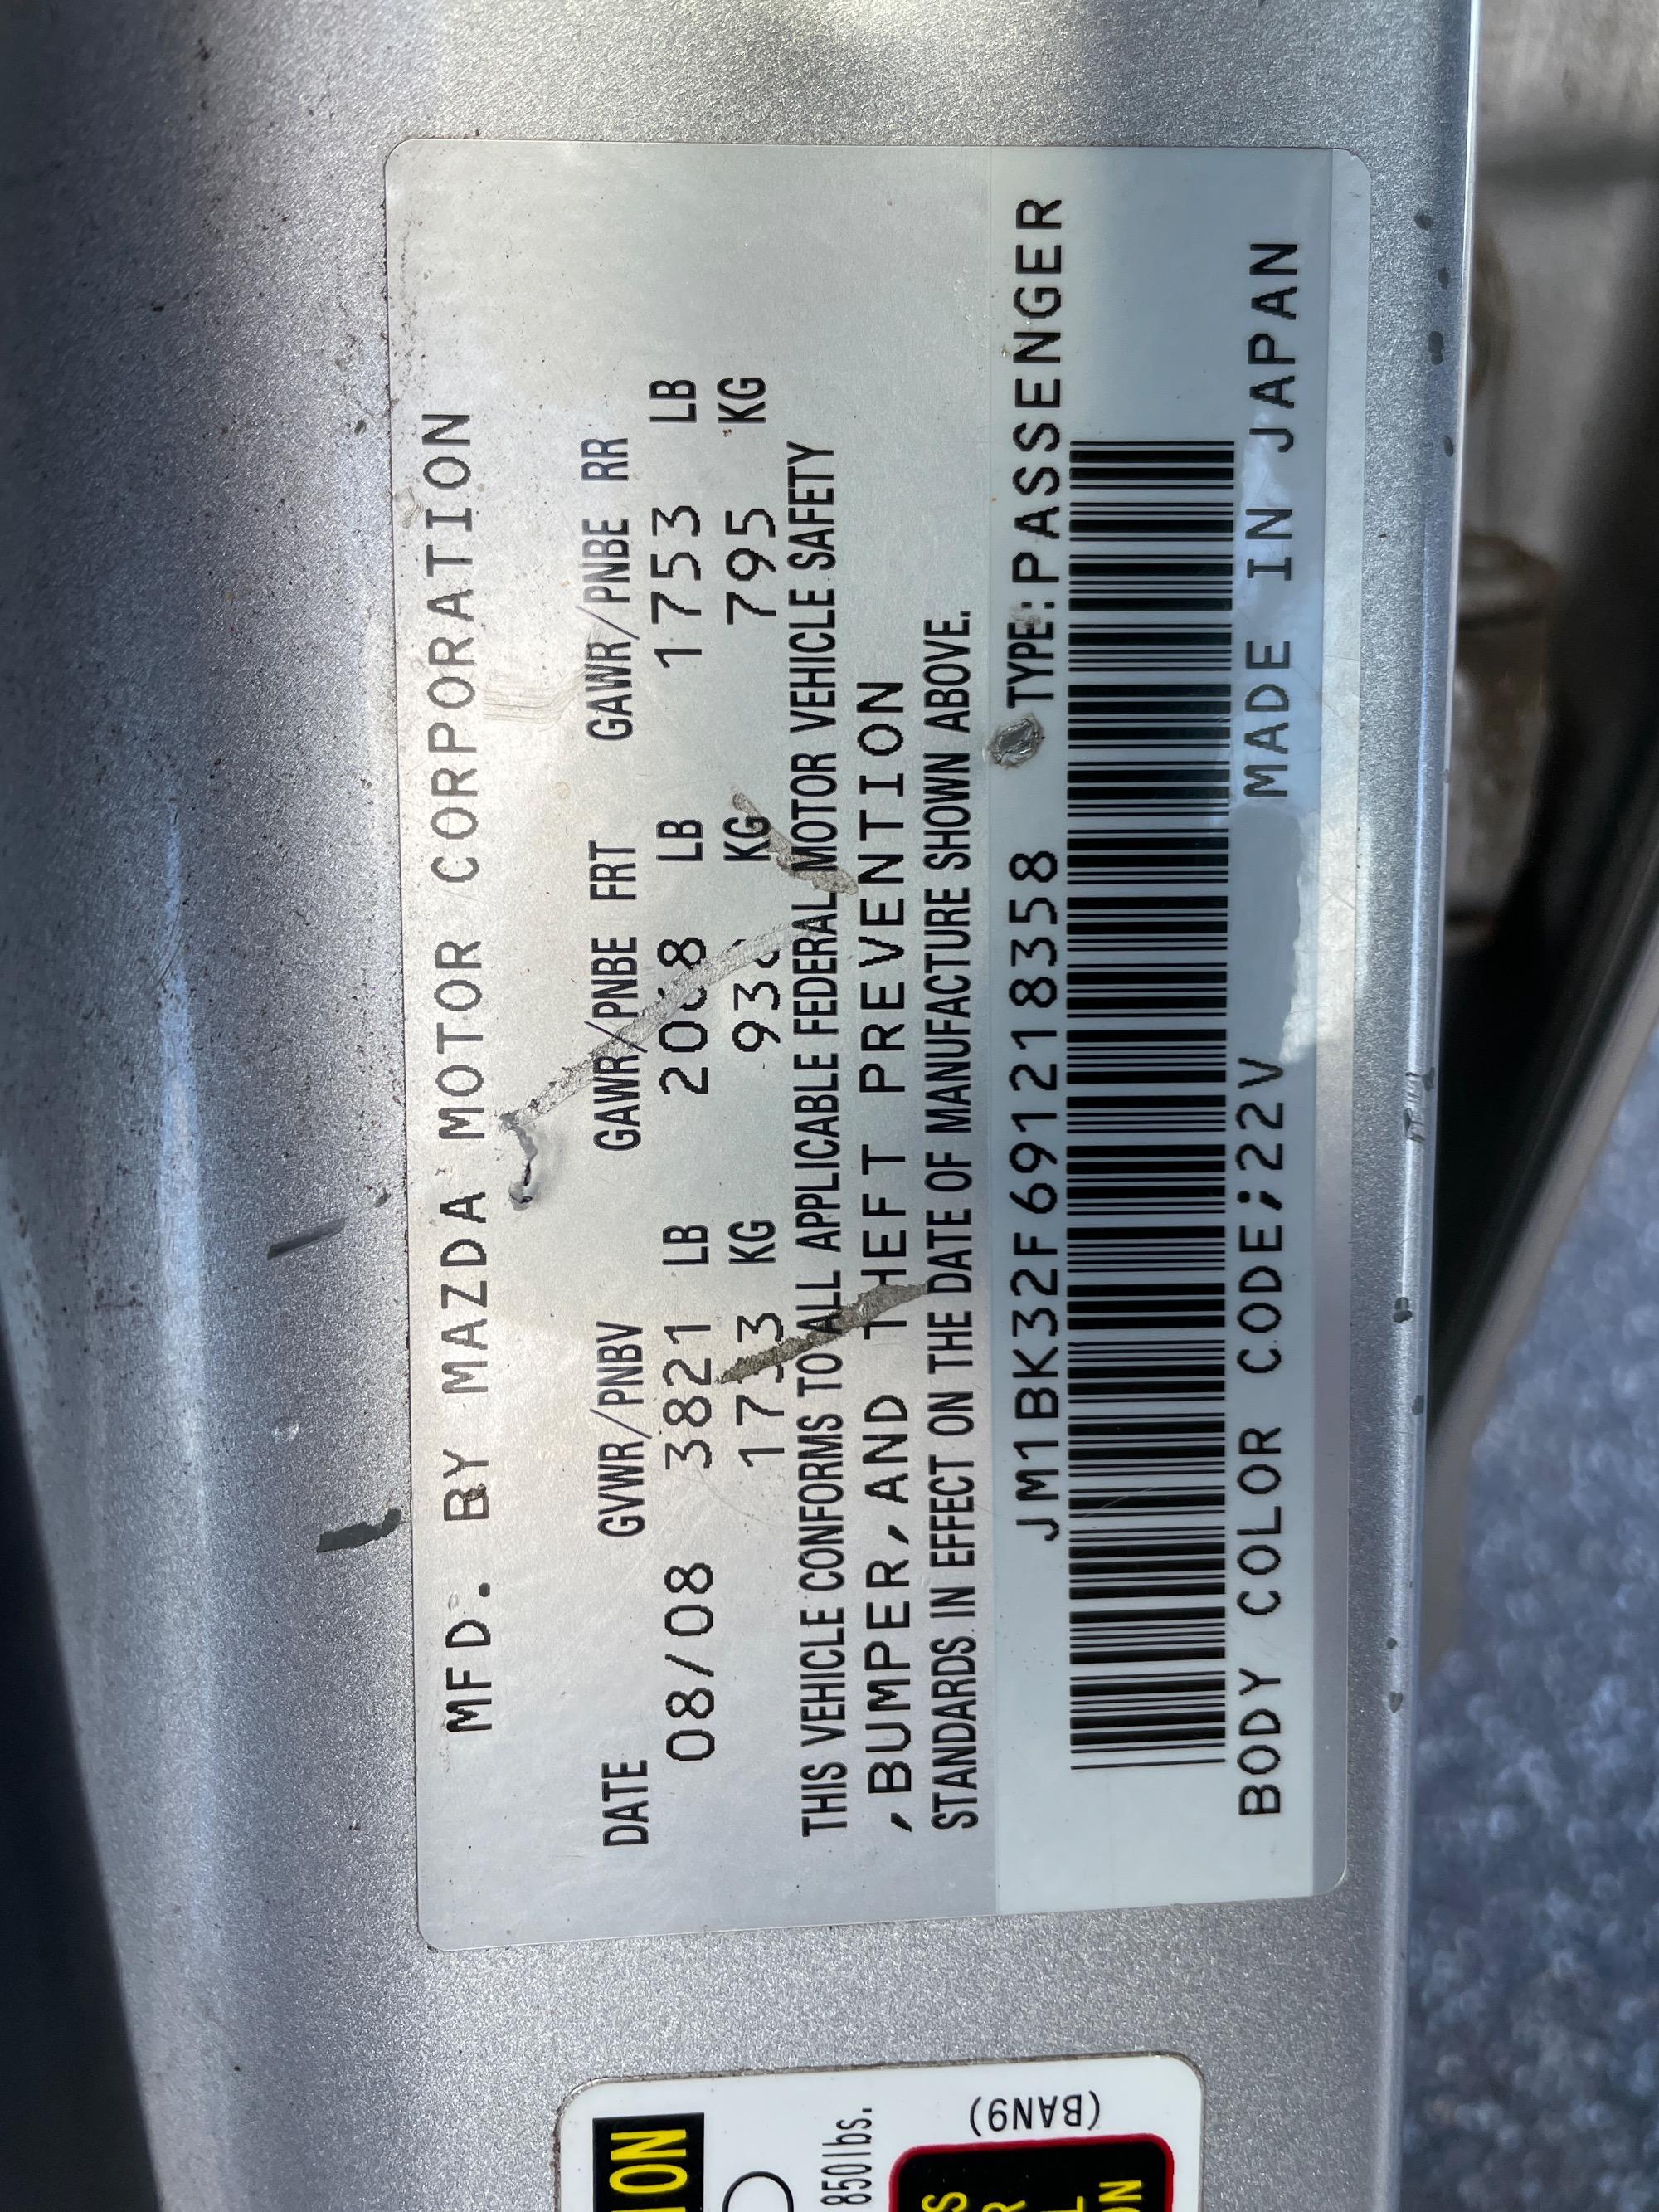 MFD. BY MAZDA MOTOR CORPORATION
DATE GVWR/PNBV GAWR/PNBE FRT GAWR/PNBE RR
08/08 3821 LB LB 1753 LB
KG KG 795 KG
THIS VEHICLE CONFORMS TO ALL APPLICABLE FEDERAL MOTOR VEHICLE SAFETY
,BUMPER,AND THEFT PREVENTION
STANDARDS IN EFFECT ON THE DATE OF MANUFACTURE SHOWN ABOVE.
JM1BK32F691218358 TYPE:PASSENGER
BODY COLOR CODE;22V MADE IN JAPAN
850lbs.
(BAN9)